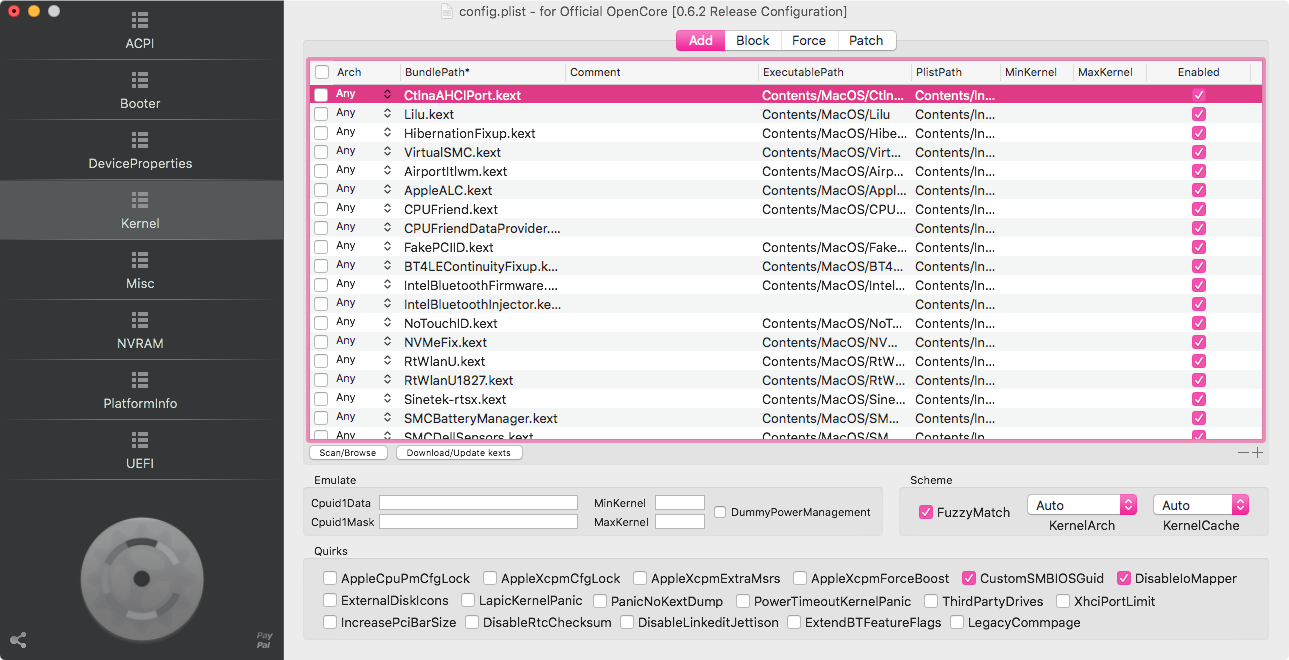 config.plist - for Official OpenCore [0.6.2 Release Configuration]
ACPI
Booter
DeviceProperties
Kernel
Misc
NVRAM
PlatformInfo
UEFI
Pay
Pal
Add Block Force Patch
Arch BundlePath* Comment ExecutablePath PlistPath MinKernel MaxKernel Enabled
Any CtlnaAHCIPort.kext Contents/MacOS/Ctln... Contents/In...
Any Lilu.kext Contents/MacOS/Lilu Contents/In...
Any HibernationFixup.kext Contents/MacOS/Hibe... Contents/In...
Any VirtualSMC.kext Contents/MacOS/Virt... Contents/In...
Any AirportItlwm.kext Contents/MacOS/Airp... Contents/In...
Any AppleALC.kext Contents/MacOS/Appl... Contents/In...
Any CPUFriend.kext Contents/MacOS/CPU... Contents/In...
Any CPUFriendDataProvider.... Contents/In...
Any FakePCIID.kext Contents/MacOS/Fake... Contents/In...
Any BT4LEContinuityFixup.k... Contents/MacOS/BT4... Contents/In...
Any IntelBluetoothFirmware.... Contents/MacOS/Intel... Contents/In...
Any IntelBluetoothInjector.ke... Contents/In...
Any NoTouchID.kext Contents/MacOS/NoT... Contents/In...
Any NVMeFix.kext Contents/MacOS/NV... Contents/In...
Any RtWlanU.kext Contents/MacOS/RtW... Contents/In...
Any RtWlanU1827.kext Contents/MacOS/RtW... Contents/In...
Any Sinetek-rtsx.kext Contents/MacOS/Sine... Contents/In...
Any SMCBatteryManager.kext Contents/MacOS/SM... Contents/In...
Any SMCDellSensors.kext Contents/MacOS/SM... Contents/In...
Scan/Browse Download/Update kexts
Emulate
Cpuid1Data MinKernel
Cpuid1Mask MaxKernel
DummyPowerManagement
Scheme
FuzzyMatch Auto Auto
KernelArch KernelCache
Quirks
AppleCpuPmCfgLock AppleXcpmCfgLock AppleXcpmExtraMsrs AppleXcpmForceBoost CustomSMBIOSGuid DisableIoMapper
ExternalDiskIcons LapicKernelPanic PanicNoKextDump PowerTimeoutKernelPanic ThirdPartyDrives XhciPortLimit
IncreasePciBarSize DisableRtcChecksum DisableLinkeditJettison ExtendBTFeatureFlags LegacyCommpage